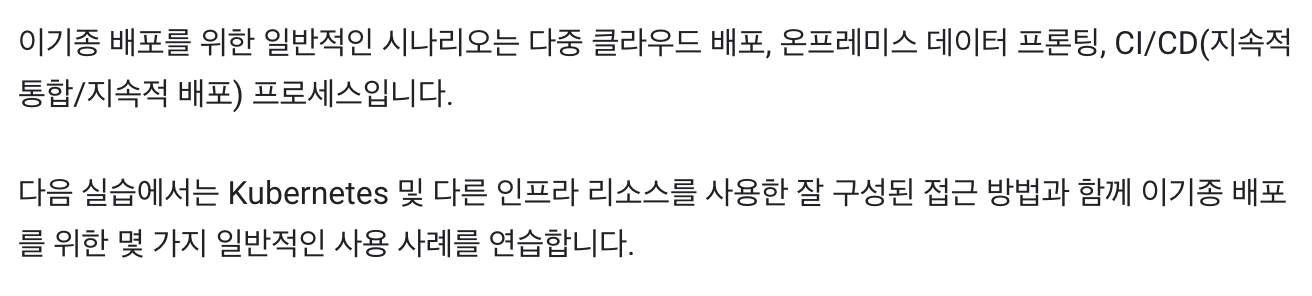 이기종 배포를 위한 일반적인 시나리오는 다중 클라우드 배포, 온프레미스 데이터 프론팅, CI/CD(지속적
통합/지속적 배포) 프로세스입니다.
다음 실습에서는 Kubernetes 및 다른 인프라 리소스를 사용한 잘 구성된 접근 방법과 함께 이기종 배포
를 위한 몇 가지 일반적인 사용 사례를 연습합니다.